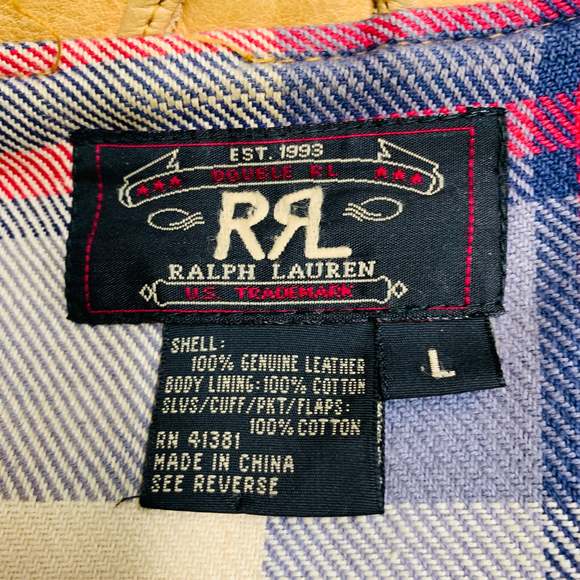 EST. 1993
DOUBLE RL
RRL
RALPH LAUREN
U.S. TRADEMARK
L
SHELL:
100% GENUINE LEATHER
BODY LINING: 100% COTTON
SLVS/CUFF/PKT/FLAPS:
100% COTTON
RN 41381
MADE IN CHINA
SEE REVERSE